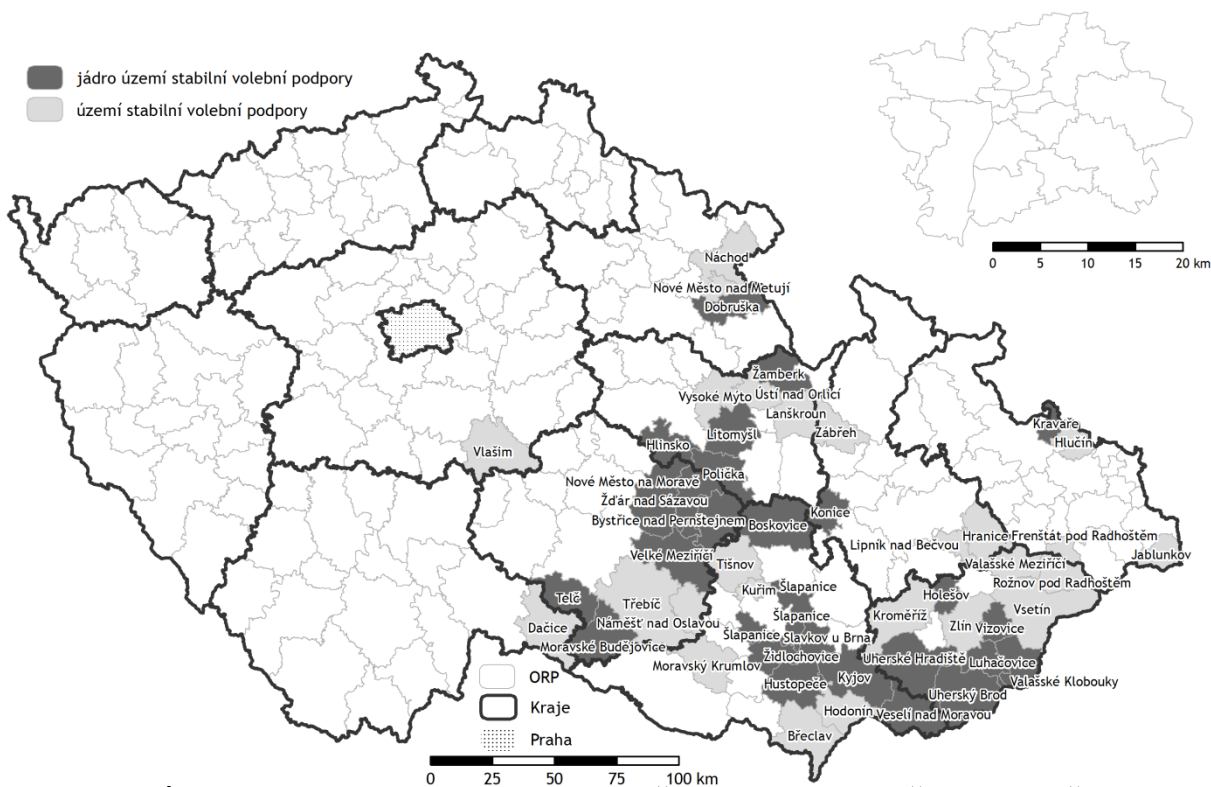 jádro území stabilní volební podpory
území stabilní volební podpory
0 5 10 15 20 km
Náchod
Nové Město nad Metují
Dobruška
Žamberk
Vysoké Mýto
Ústí nad Orlicí
Lanškroun
Litomyšl
Zábřeh
Hlinsko
Vlašim
Kravaře
Hlučín
Polička
Nové Město na Moravě
Žďár nad Sázavou
Bystřice nad Pernštejnem
Boskovice
Konice
Hranice
Frenštát pod Radhoštěm
Lipník nad Bečvou
Jablunkov
Velké Meziříčí
Tišnov
Valašské Meziříčí
Rožnov pod Radhoštěm
Kuřim
Šlapanice
Holešov
Telč
Třebíč
Vsetín
Kroměříž
Šlapanice
Náměšť nad Oslavou
Zlín
Vizovice
Dačice
Šlapanice
Slavkov u Brna
Moravské Budějovice
Židlochovice
Uherské Hradiště
Luhačovice
Moravský Krumlov
Kyjov
Valašské Klobouky
Hustopeče
Uherský Brod
Hodonín
Veselí nad Moravou
Břeclav
ORP
Kraje
Praha
0 25 50 75 100 km